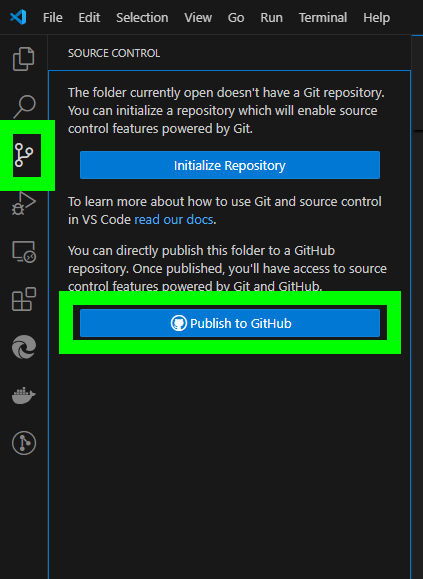 File Edit Selection View Go Run Terminal Help
SOURCE CONTROL
The folder currently open doesn't have a Git repository.
You can initialize a repository which will enable source
control features powered by Git.
Initialize Repository
To learn more about how to use Git and source control
in VS Code read our docs.
You can directly publish this folder to a GitHub
repository. Once published, you'll have access to source
control features powered by Git and GitHub.
Publish to GitHub